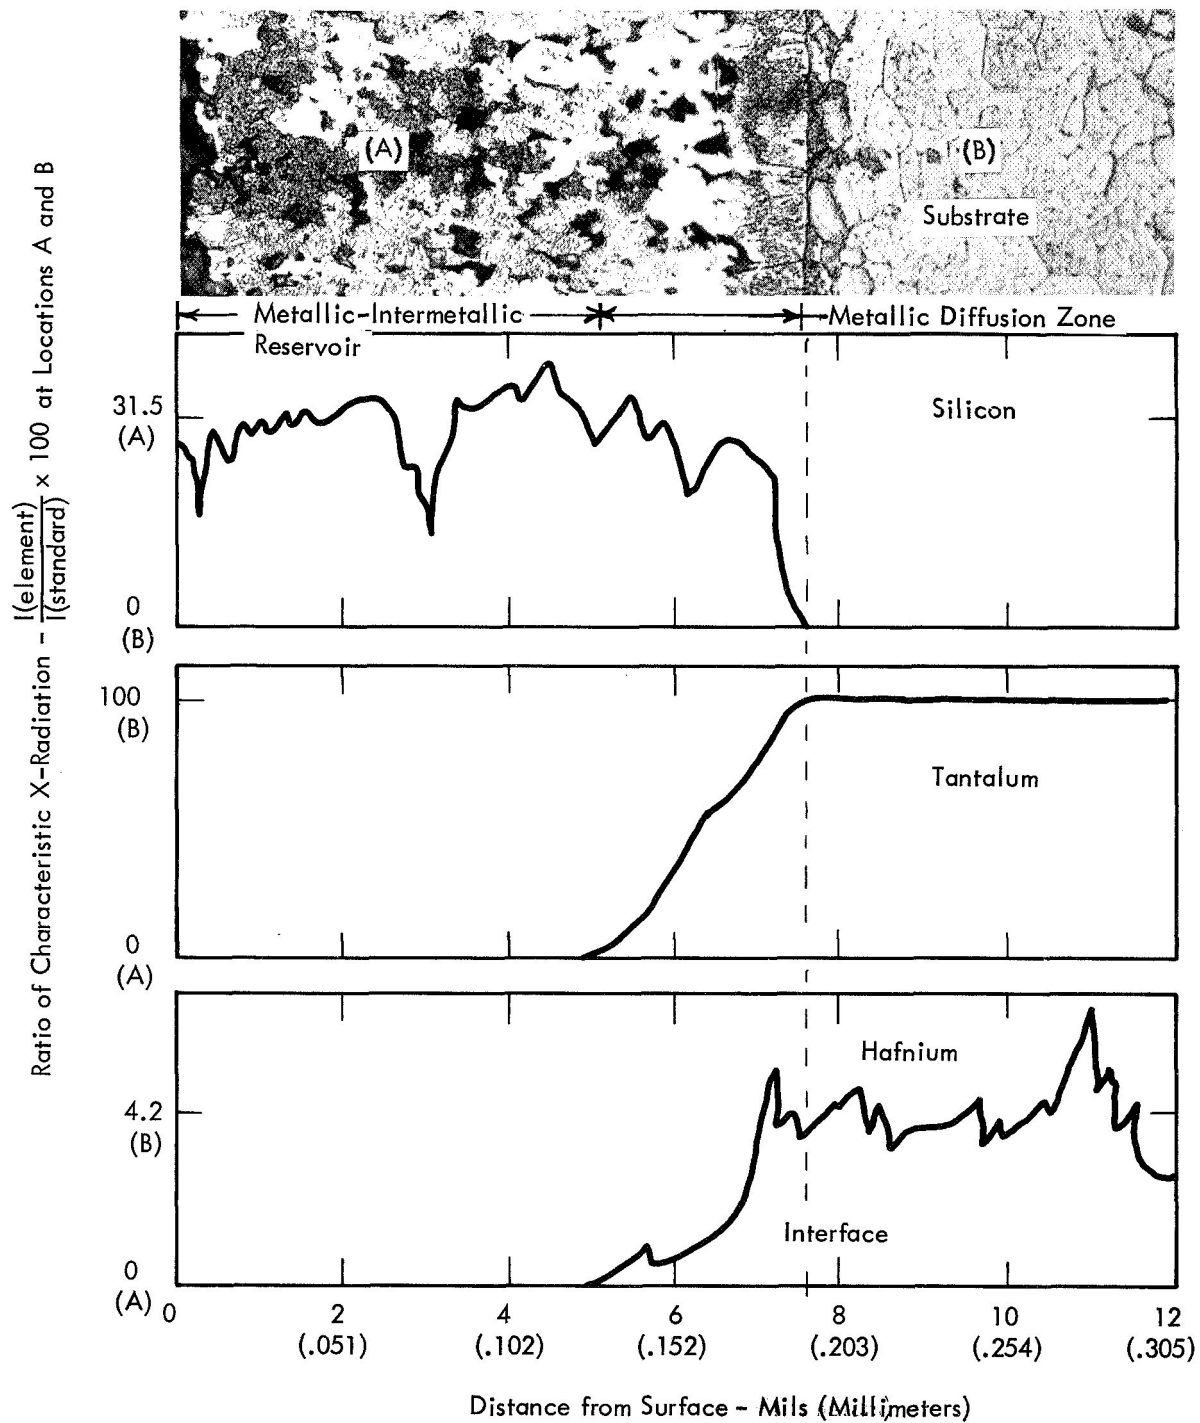 (A)
(B)
Substrate
Metallic-Intermetallic
Reservoir
Metallic Diffusion Zone
Ratio of Characteristic X-Radiation - I(element) / I(standard) × 100 at Locations A and B
31.5
(A)
Silicon
0
(B)
100
(B)
Tantalum
0
(A)
Hafnium
4.2
(B)
Interface
0
(A)
0 2 4 6 8 10 12
(.051) (.102) (.152) (.203) (.254) (.305)
Distance from Surface - Mils (Millimeters)